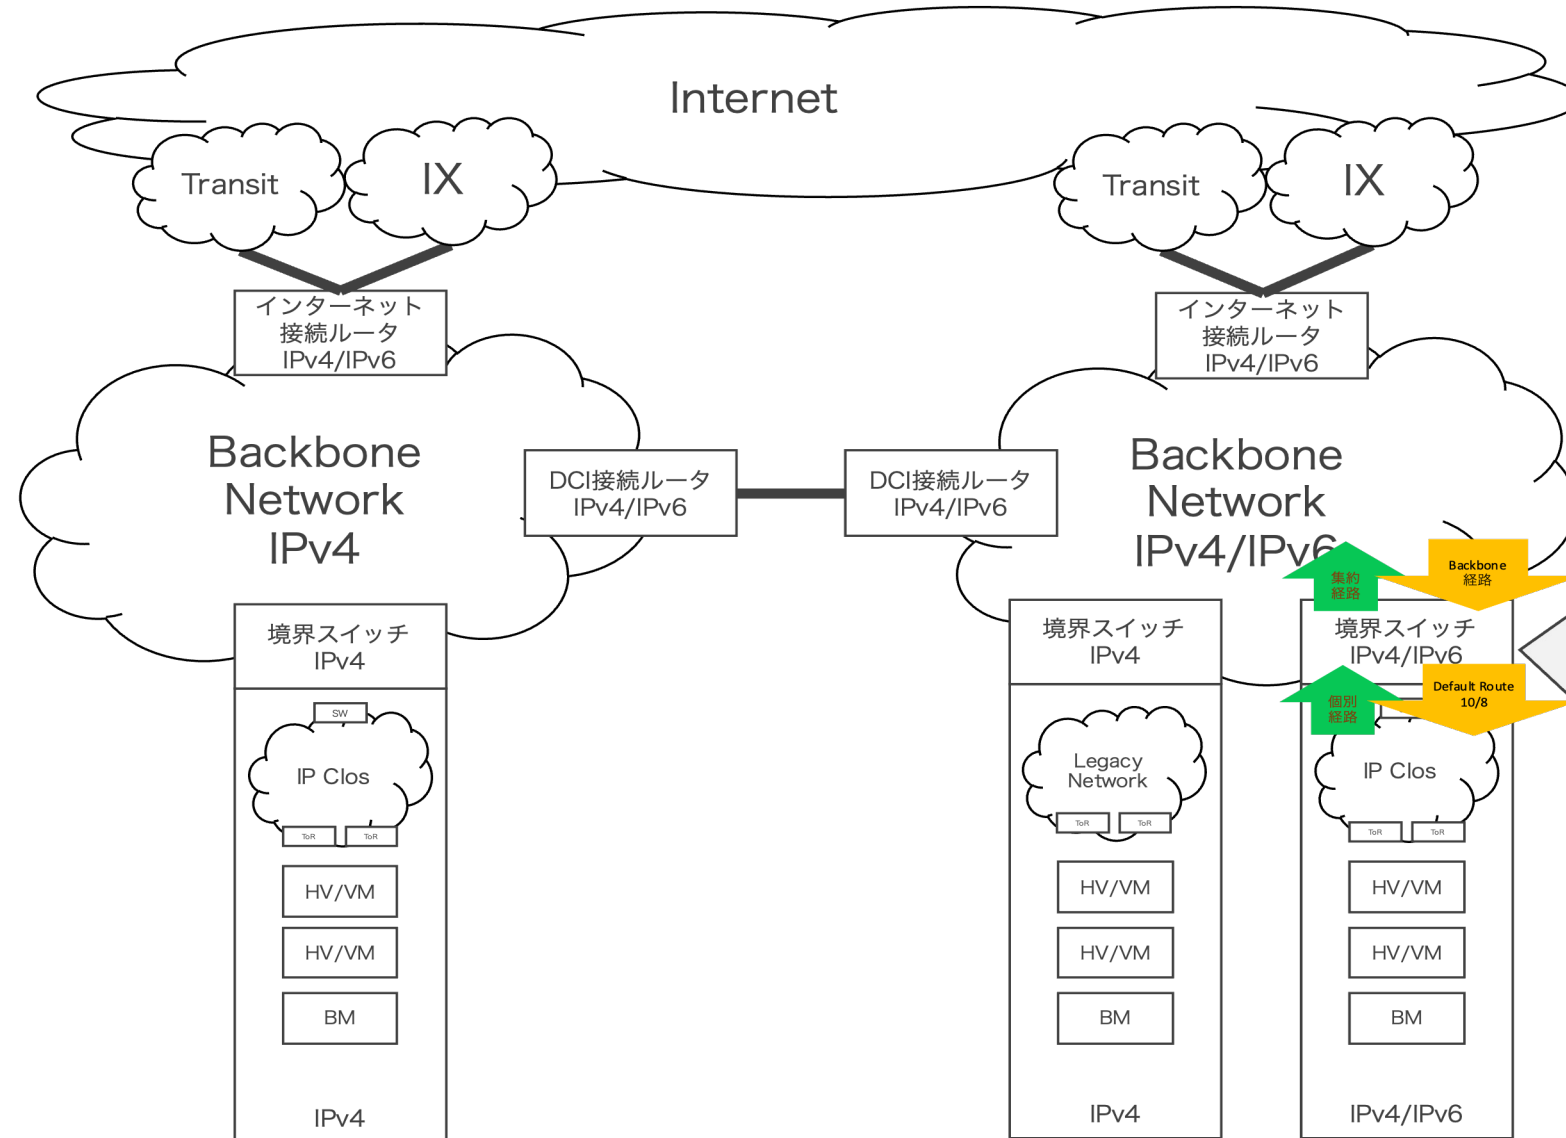 Internet
Transit
IX
Transit
IX
インターネット
接続ルータ
IPv4/IPv6
インターネット
接続ルータ
IPv4/IPv6
Backbone
Network
IPv4
DCI接続ルータ
IPv4/IPv6
DCI接続ルータ
IPv4/IPv6
Backbone
Network
IPv4/IPv6
集約
経路
Backbone
経路
境界スイッチ
IPv4
境界スイッチ
IPv4
境界スイッチ
IPv4/IPv6
個別
経路
Default Route
10/8
SW
IP Clos
ToR
ToR
HV/VM
HV/VM
BM
IPv4
Legacy
Network
ToR
ToR
HV/VM
HV/VM
BM
IPv4
IP Clos
ToR
ToR
HV/VM
HV/VM
BM
IPv4/IPv6